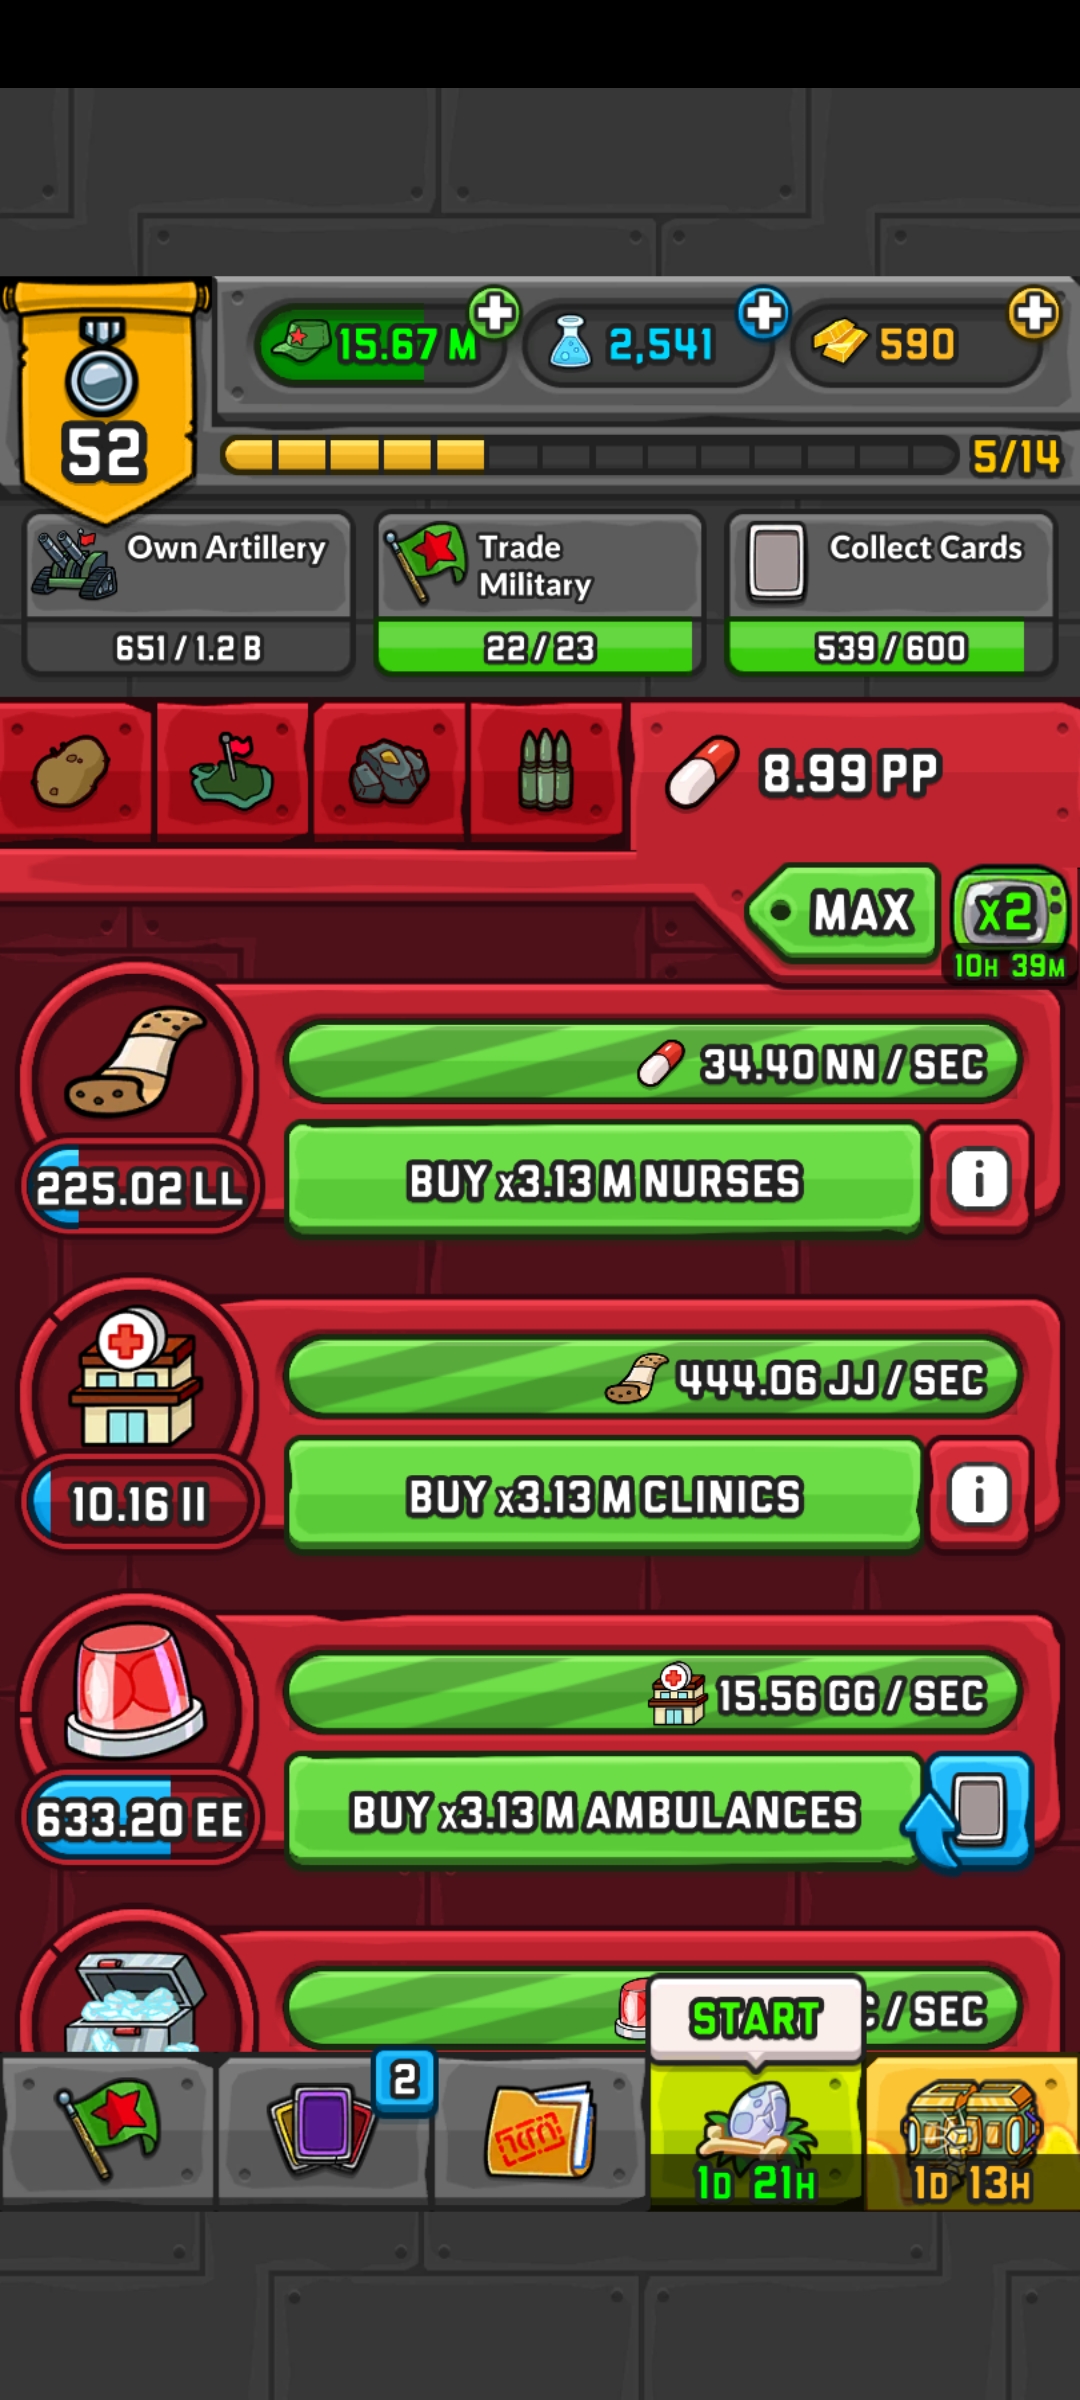 15.67 M
2,541
590
52
5/14
Own Artillery
651 / 1.2 B
Trade
Military
22 / 23
Collect Cards
539 / 600
8.99 PP
MAX
x2
10H 39M
34.40 NN / SEC
225.02 LL
BUY x3.13 M NURSES
i
444.06 JJ / SEC
10.16 II
BUY x3.13 M CLINICS
i
15.56 GG / SEC
633.20 EE
BUY x3.13 M AMBULANCES
/ SEC
START
2
1D 21H
1D 13H